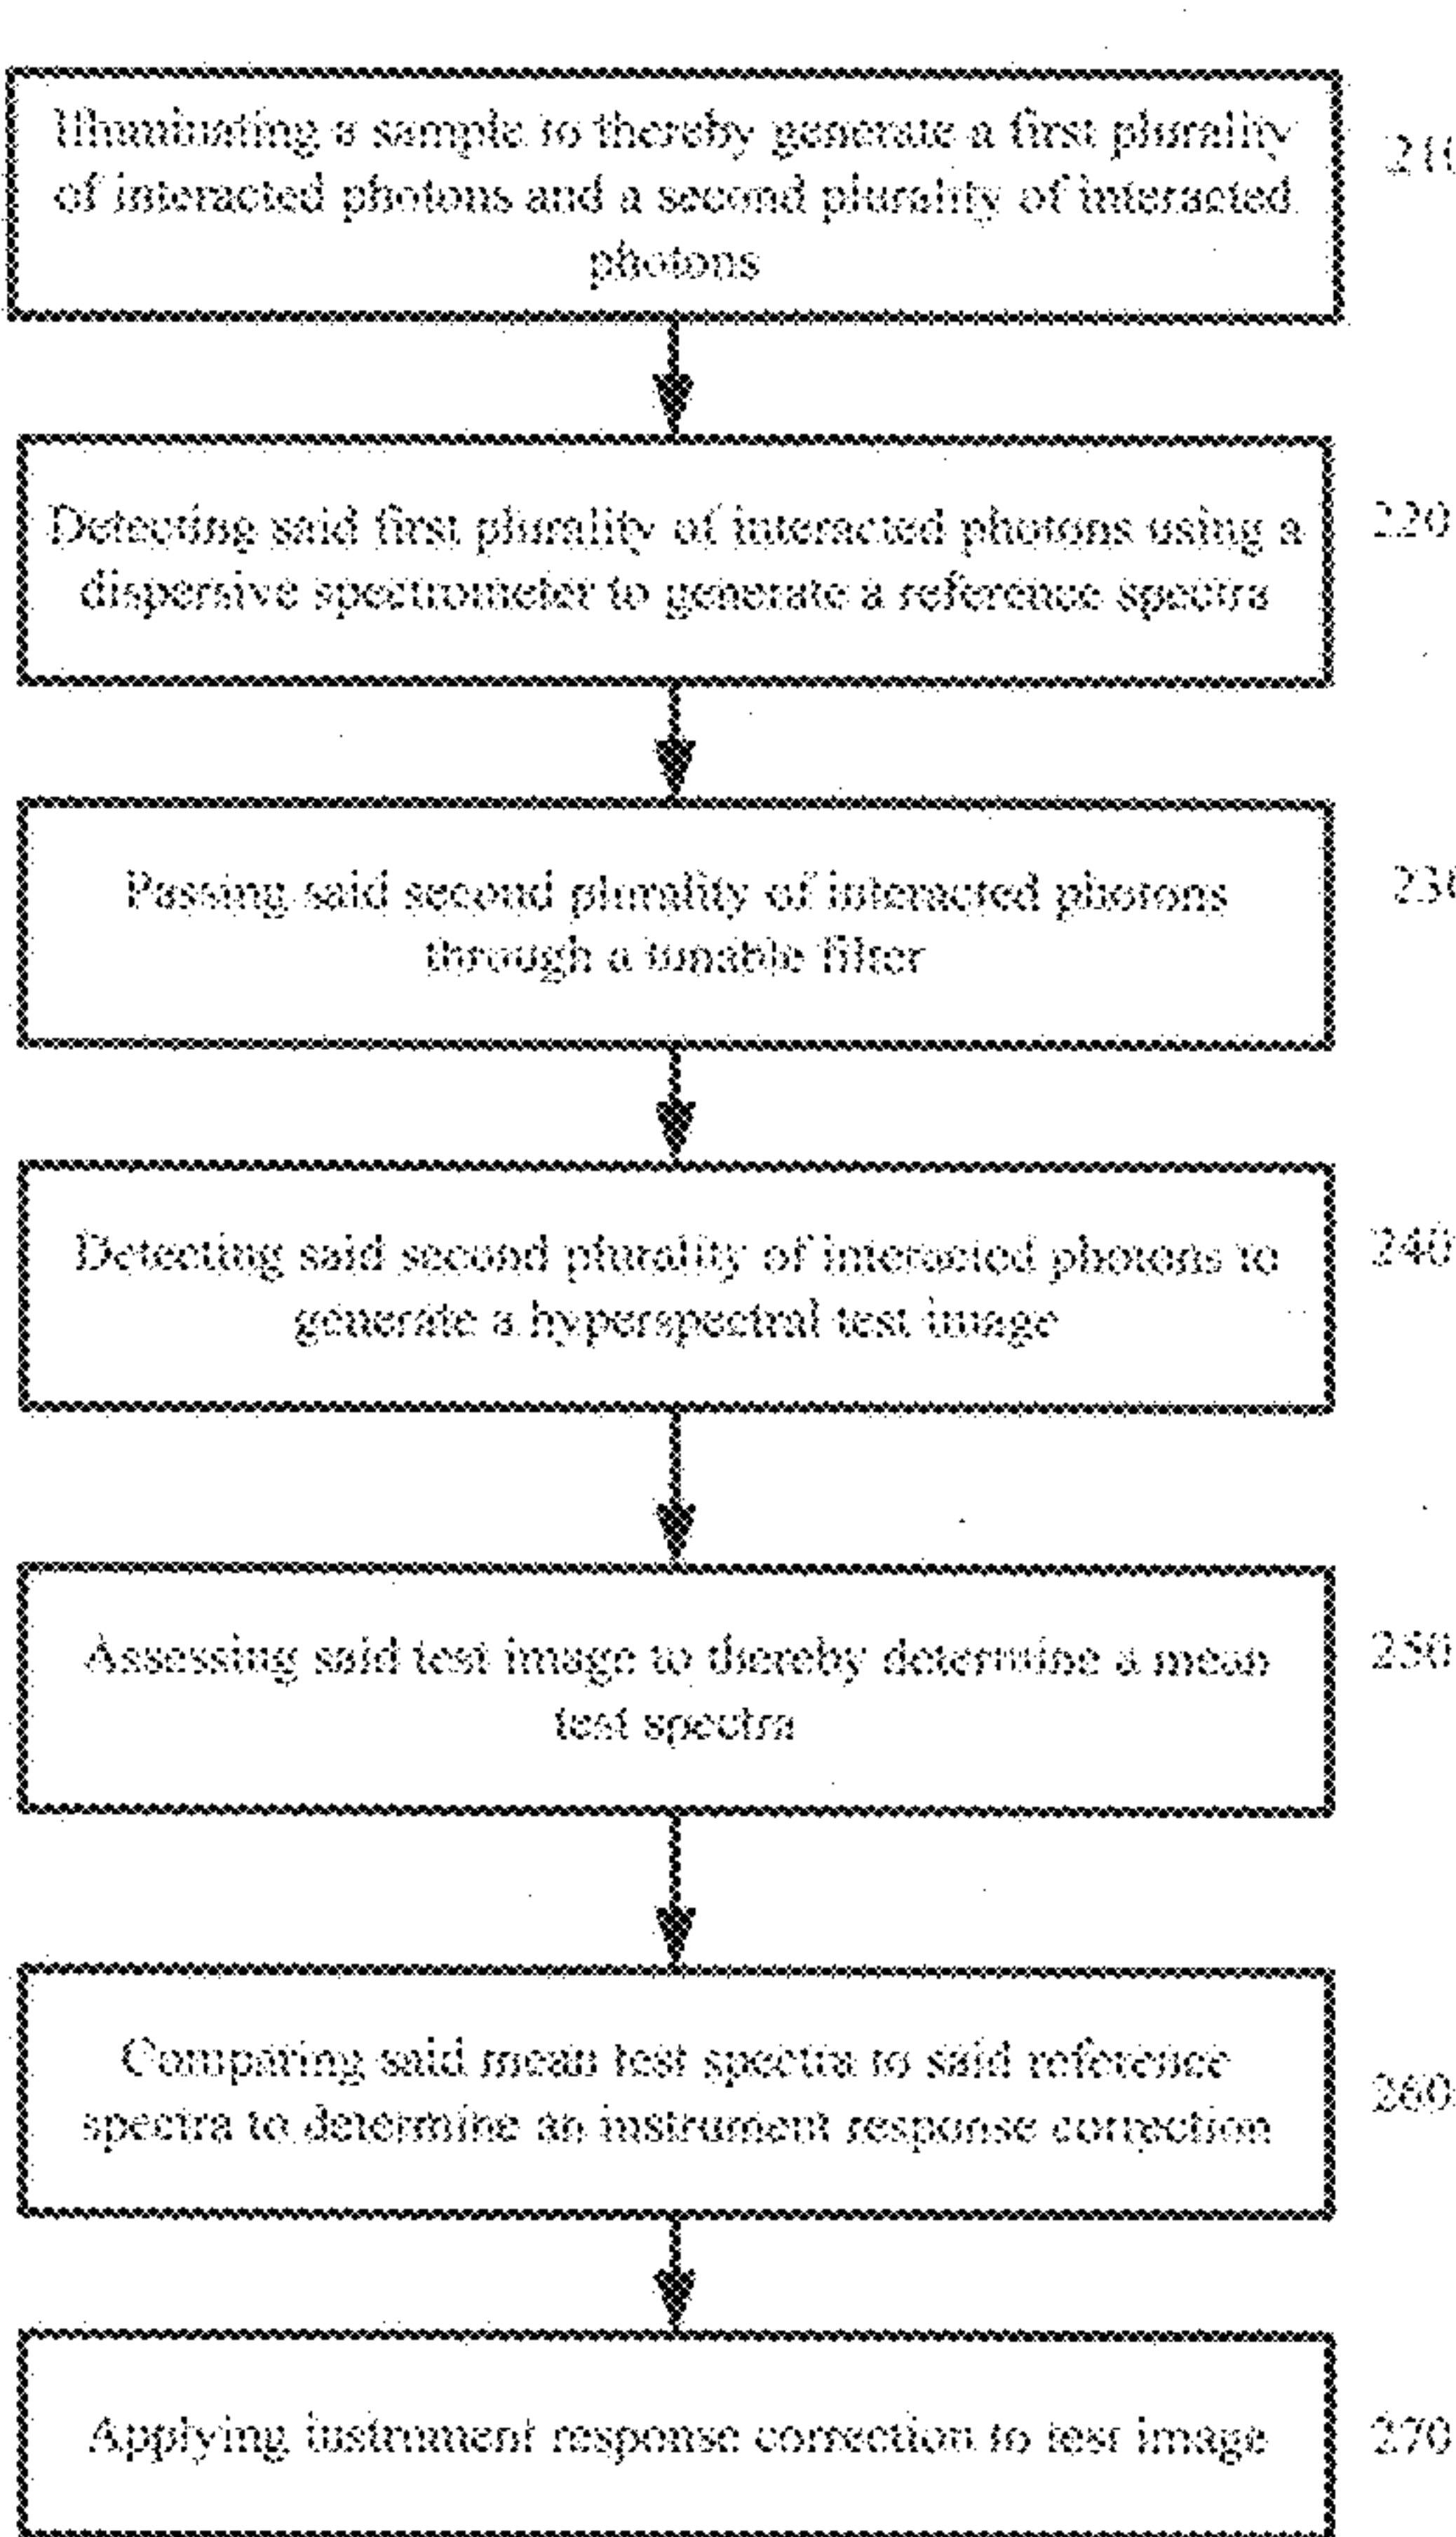 Illuminating a sample to thereby generate a first plurality
of interacted photons and a second plurality of interacted
photons
210
Detecting said first plurality of interacted photons using a
dispersive spectrometer to generate a reference spectra
220
Passing said second plurality of interacted photons
through a tunable filter
230
Detecting said second plurality of interacted photons to
generate a hyperspectral test image
240
Assessing said test image to thereby determine a mean
test spectra
250
Comparing said mean test spectra to said reference
spectra to determine an instrument response correction
260
Applying instrument response correction to test image
270